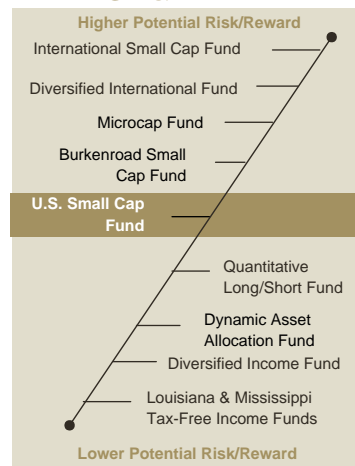 Higher Potential Risk/Reward
International Small Cap Fund
Diversified International Fund
Microcap Fund
Burkenroad Small
Cap Fund
U.S. Small Cap
Fund
Quantitative
Long/Short Fund
Dynamic Asset
Allocation Fund
Diversified Income Fund
Louisiana & Mississippi
Tax-Free Income Funds
Lower Potential Risk/Reward